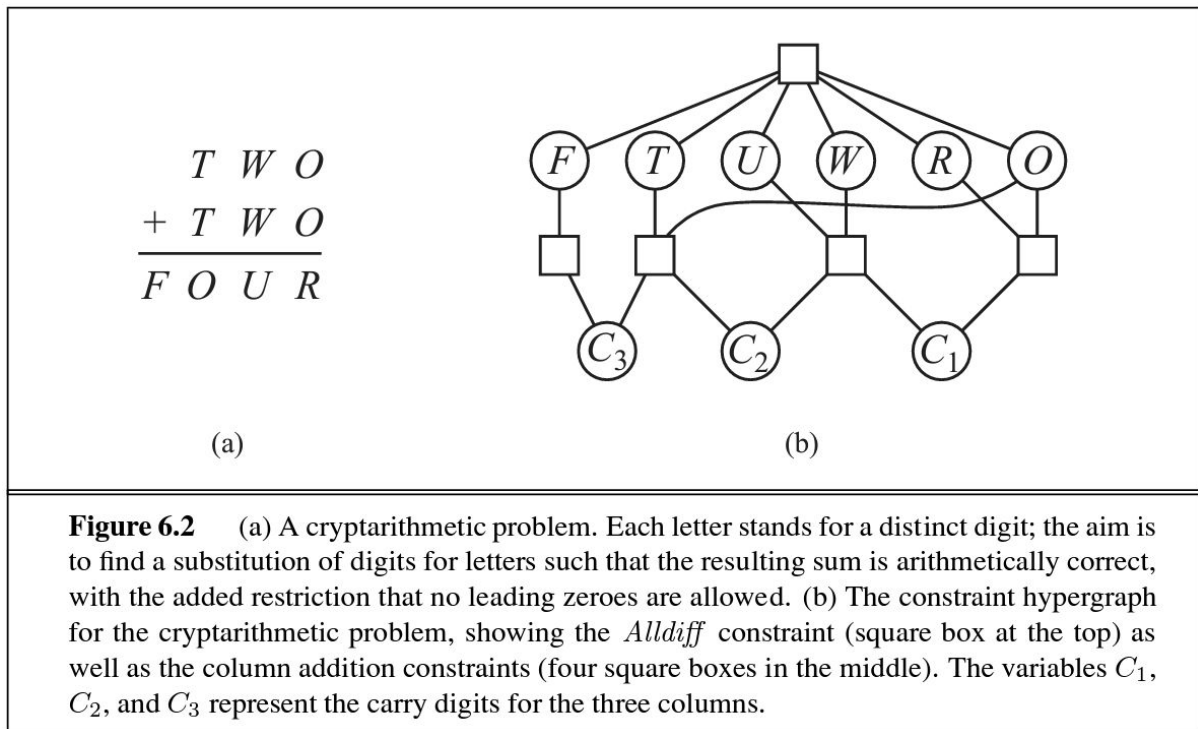 T W O
+ T W O
F O U R
F T U W R O
C3 C2 C1
(a) (b)
Figure 6.2 (a) A cryptarithmetic problem. Each letter stands for a distinct digit; the aim is
to find a substitution of digits for letters such that the resulting sum is arithmetically correct,
with the added restriction that no leading zeroes are allowed. (b) The constraint hypergraph
for the cryptarithmetic problem, showing the Alldiff constraint (square box at the top) as
well as the column addition constraints (four square boxes in the middle). The variables C1,
C2, and C3 represent the carry digits for the three columns.